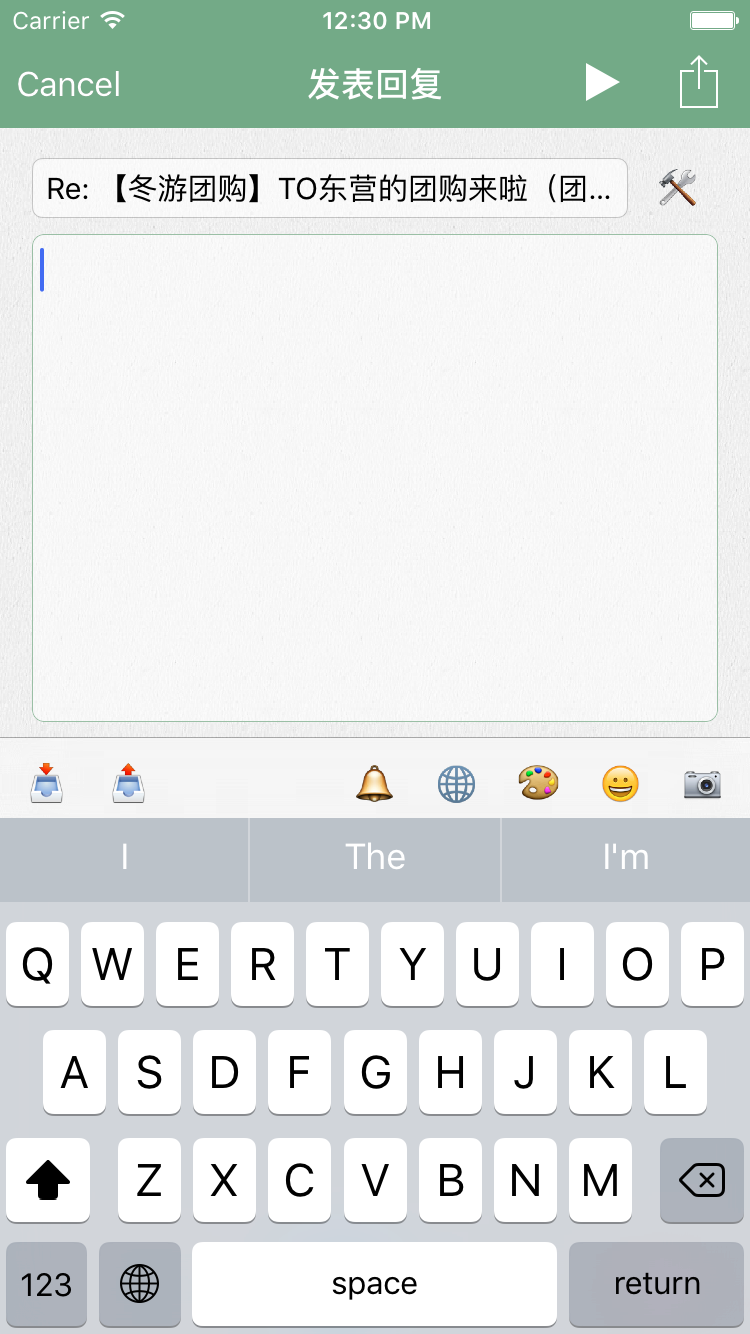 Carrier 12:30 PM
Cancel 发表回复
Re: 【冬游团购】TO东营的团购来啦（团...
I The I'm
Q W E R T Y U I O P
A S D F G H J K L
Z X C V B N M
123 space return